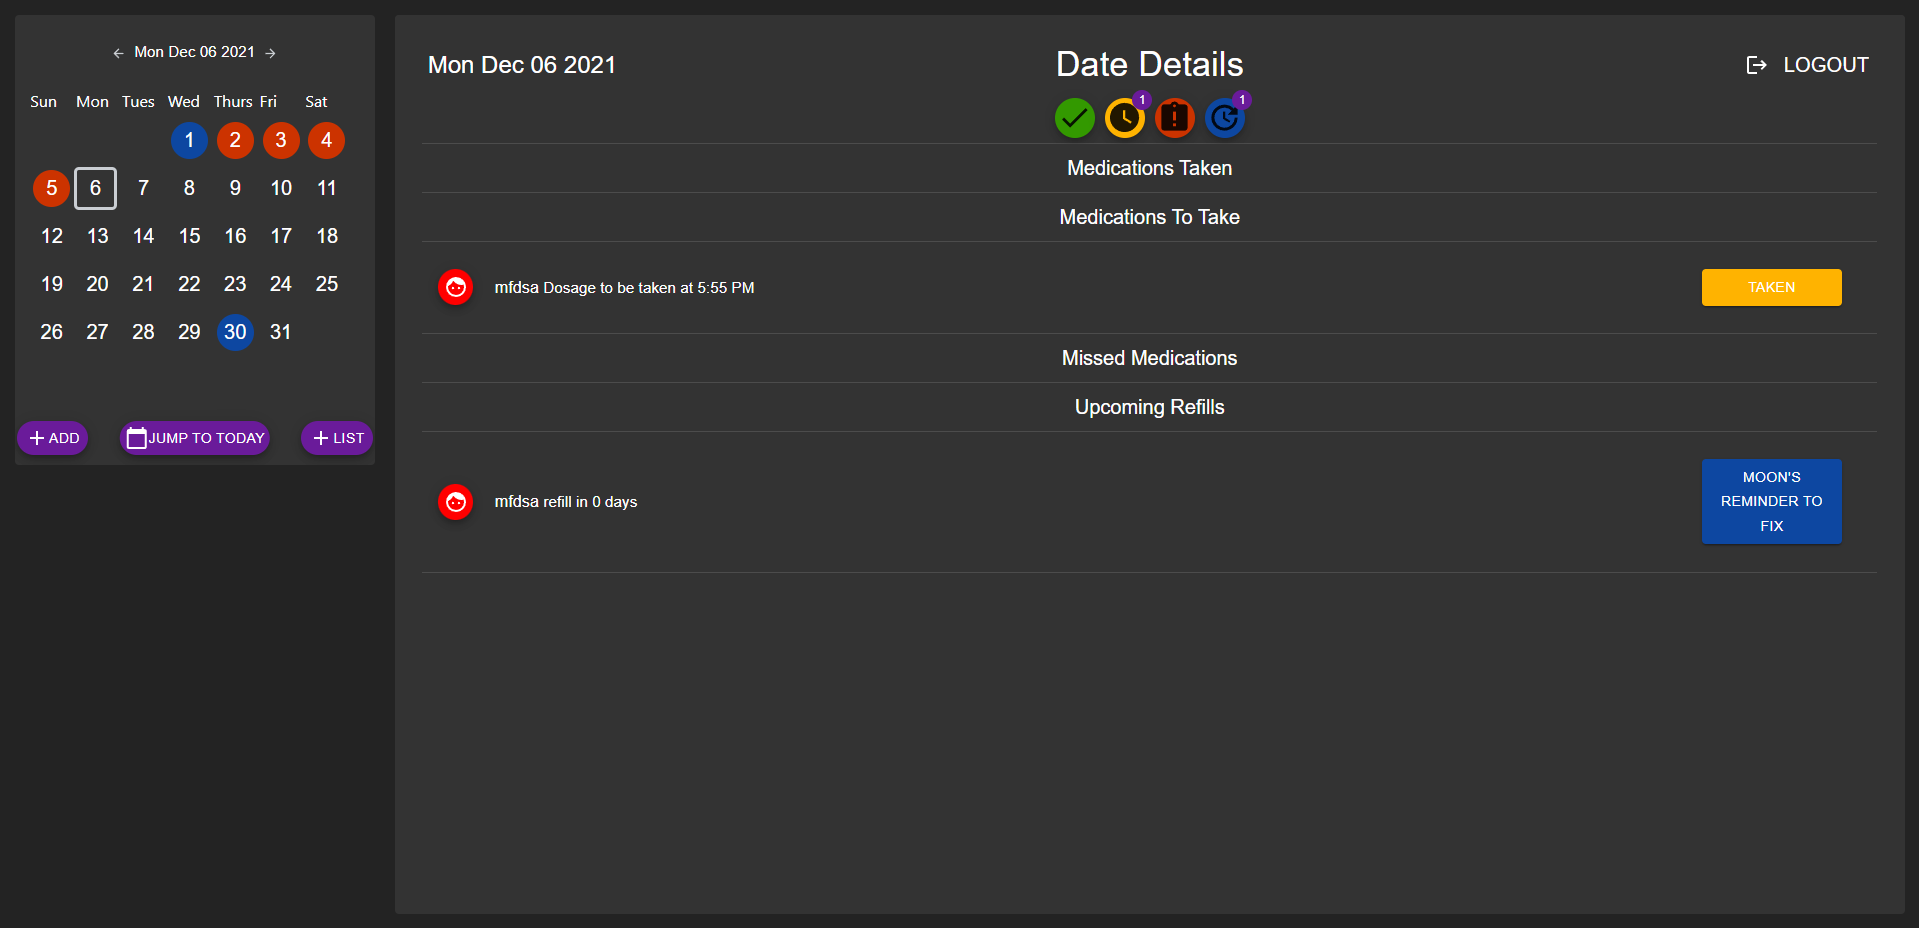 Mon Dec 06 2021
Sun Mon Tues Wed Thurs Fri Sat
1 2 3 4
5 6 7 8 9 10 11
12 13 14 15 16 17 18
19 20 21 22 23 24 25
26 27 28 29 30 31
ADD JUMP TO TODAY LIST
Mon Dec 06 2021 Date Details LOGOUT
1 1
Medications Taken
Medications To Take
mfdsa Dosage to be taken at 5:55 PM TAKEN
Missed Medications
Upcoming Refills
mfdsa refill in 0 days
MOON'S
REMINDER TO
FIX